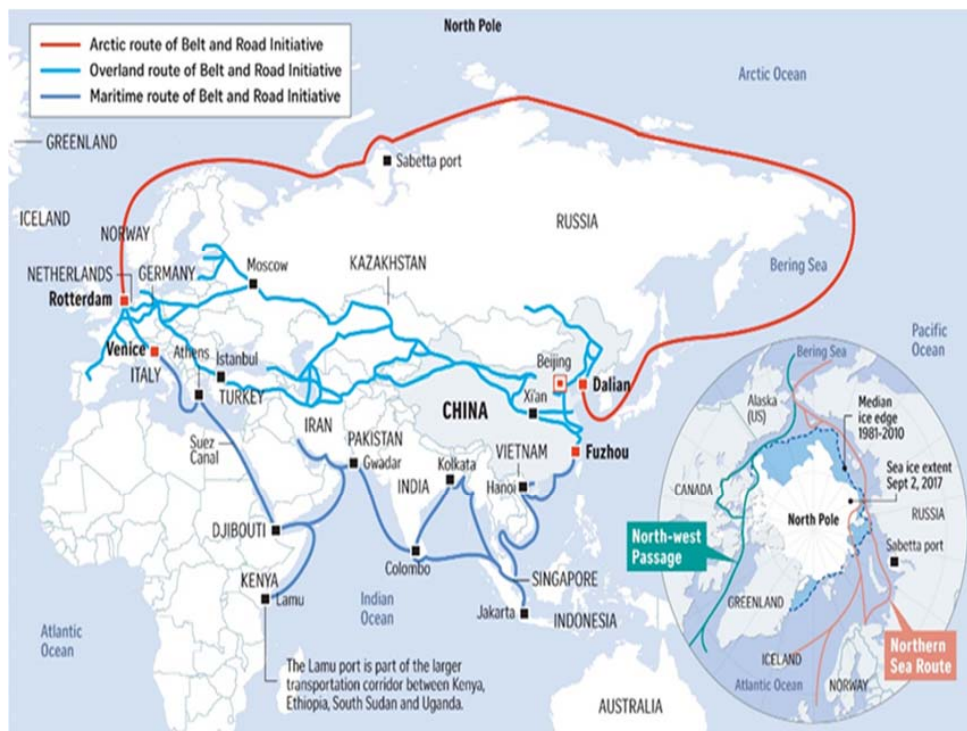 North Pole
Arctic route of Belt and Road Initiative
Overland route of Belt and Road Initiative
Maritime route of Belt and Road Initiative
Arctic Ocean
GREENLAND
Sabetta port
ICELAND
RUSSIA
NORWAY
Bering Sea
NETHERLANDS
GERMANY
Moscow
KAZAKHSTAN
Rotterdam
Pacific
Ocean
Venice
Athens
Istanbul
Beijing
Dalian
ITALY
TURKEY
Xi'an
CHINA
IRAN
Suez
Canal
PAKISTAN
Gwadar
Kolkata
VIETNAM
Fuzhou
INDIA
Hanoi
DJIBOUTI
KENYA
Lamu
Colombo
SINGAPORE
Indian
Ocean
Jakarta
INDONESIA
Atlantic
Ocean
The Lamu port is part of the larger
transportation corridor between Kenya,
Ethiopia, South Sudan and Uganda.
AUSTRALIA
Bering Sea
Alaska
(US)
Median
ice edge
1981-2010
Sea ice extent
Sept 2, 2017
CANADA
North Pole
RUSSIA
North-west
Passage
Sabetta port
GREENLAND
ICELAND
Northern
Sea Route
Atlantic Ocean
NORWAY